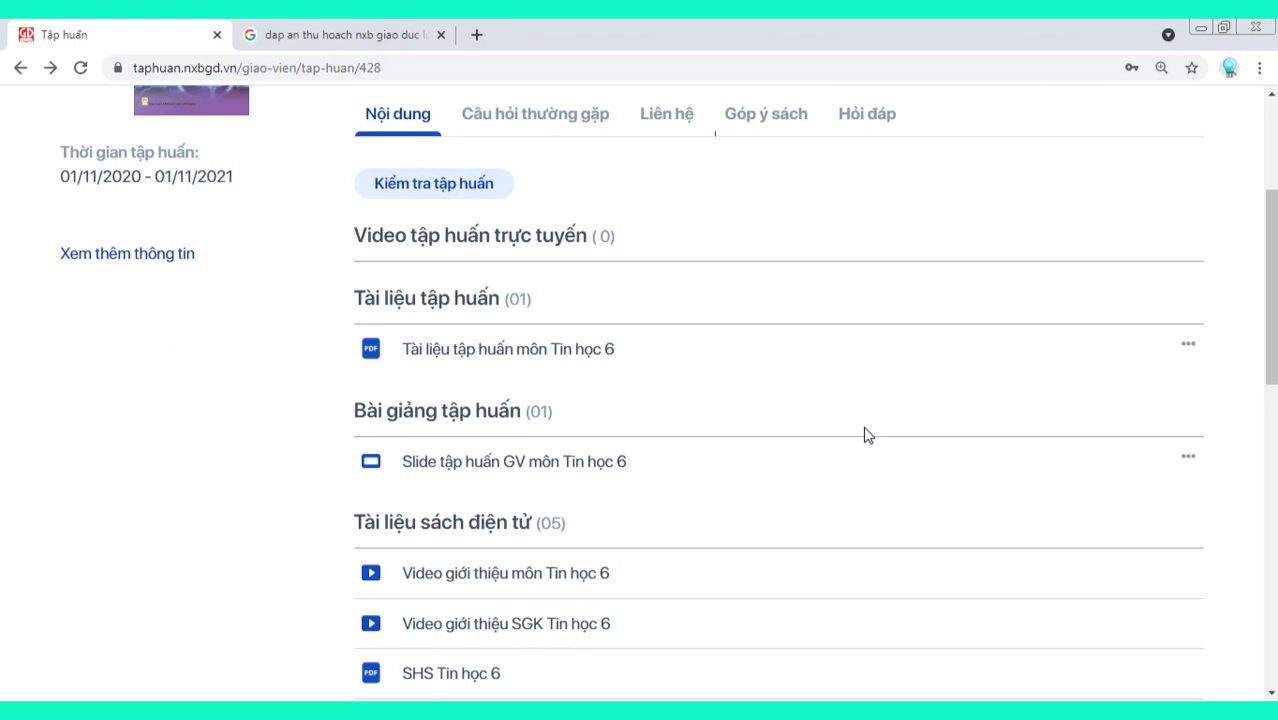 Tập huấn
dap an thu hoach nxb giao duc l
taphuan.nxbgd.vn/giao-vien/tap-huan/428
Nội dung
Câu hỏi thường gặp
Liên hệ
Góp ý sách
Hỏi đáp
Thời gian tập huấn:
01/11/2020 - 01/11/2021
Xem thêm thông tin
Kiểm tra tập huấn
Video tập huấn trực tuyến ( 0)
Tài liệu tập huấn (01)
PDF Tài liệu tập huấn môn Tin học 6
Bài giảng tập huấn (01)
Slide tập huấn GV môn Tin học 6
Tài liệu sách điện tử (05)
Video giới thiệu môn Tin học 6
Video giới thiệu SGK Tin học 6
PDF SHS Tin học 6